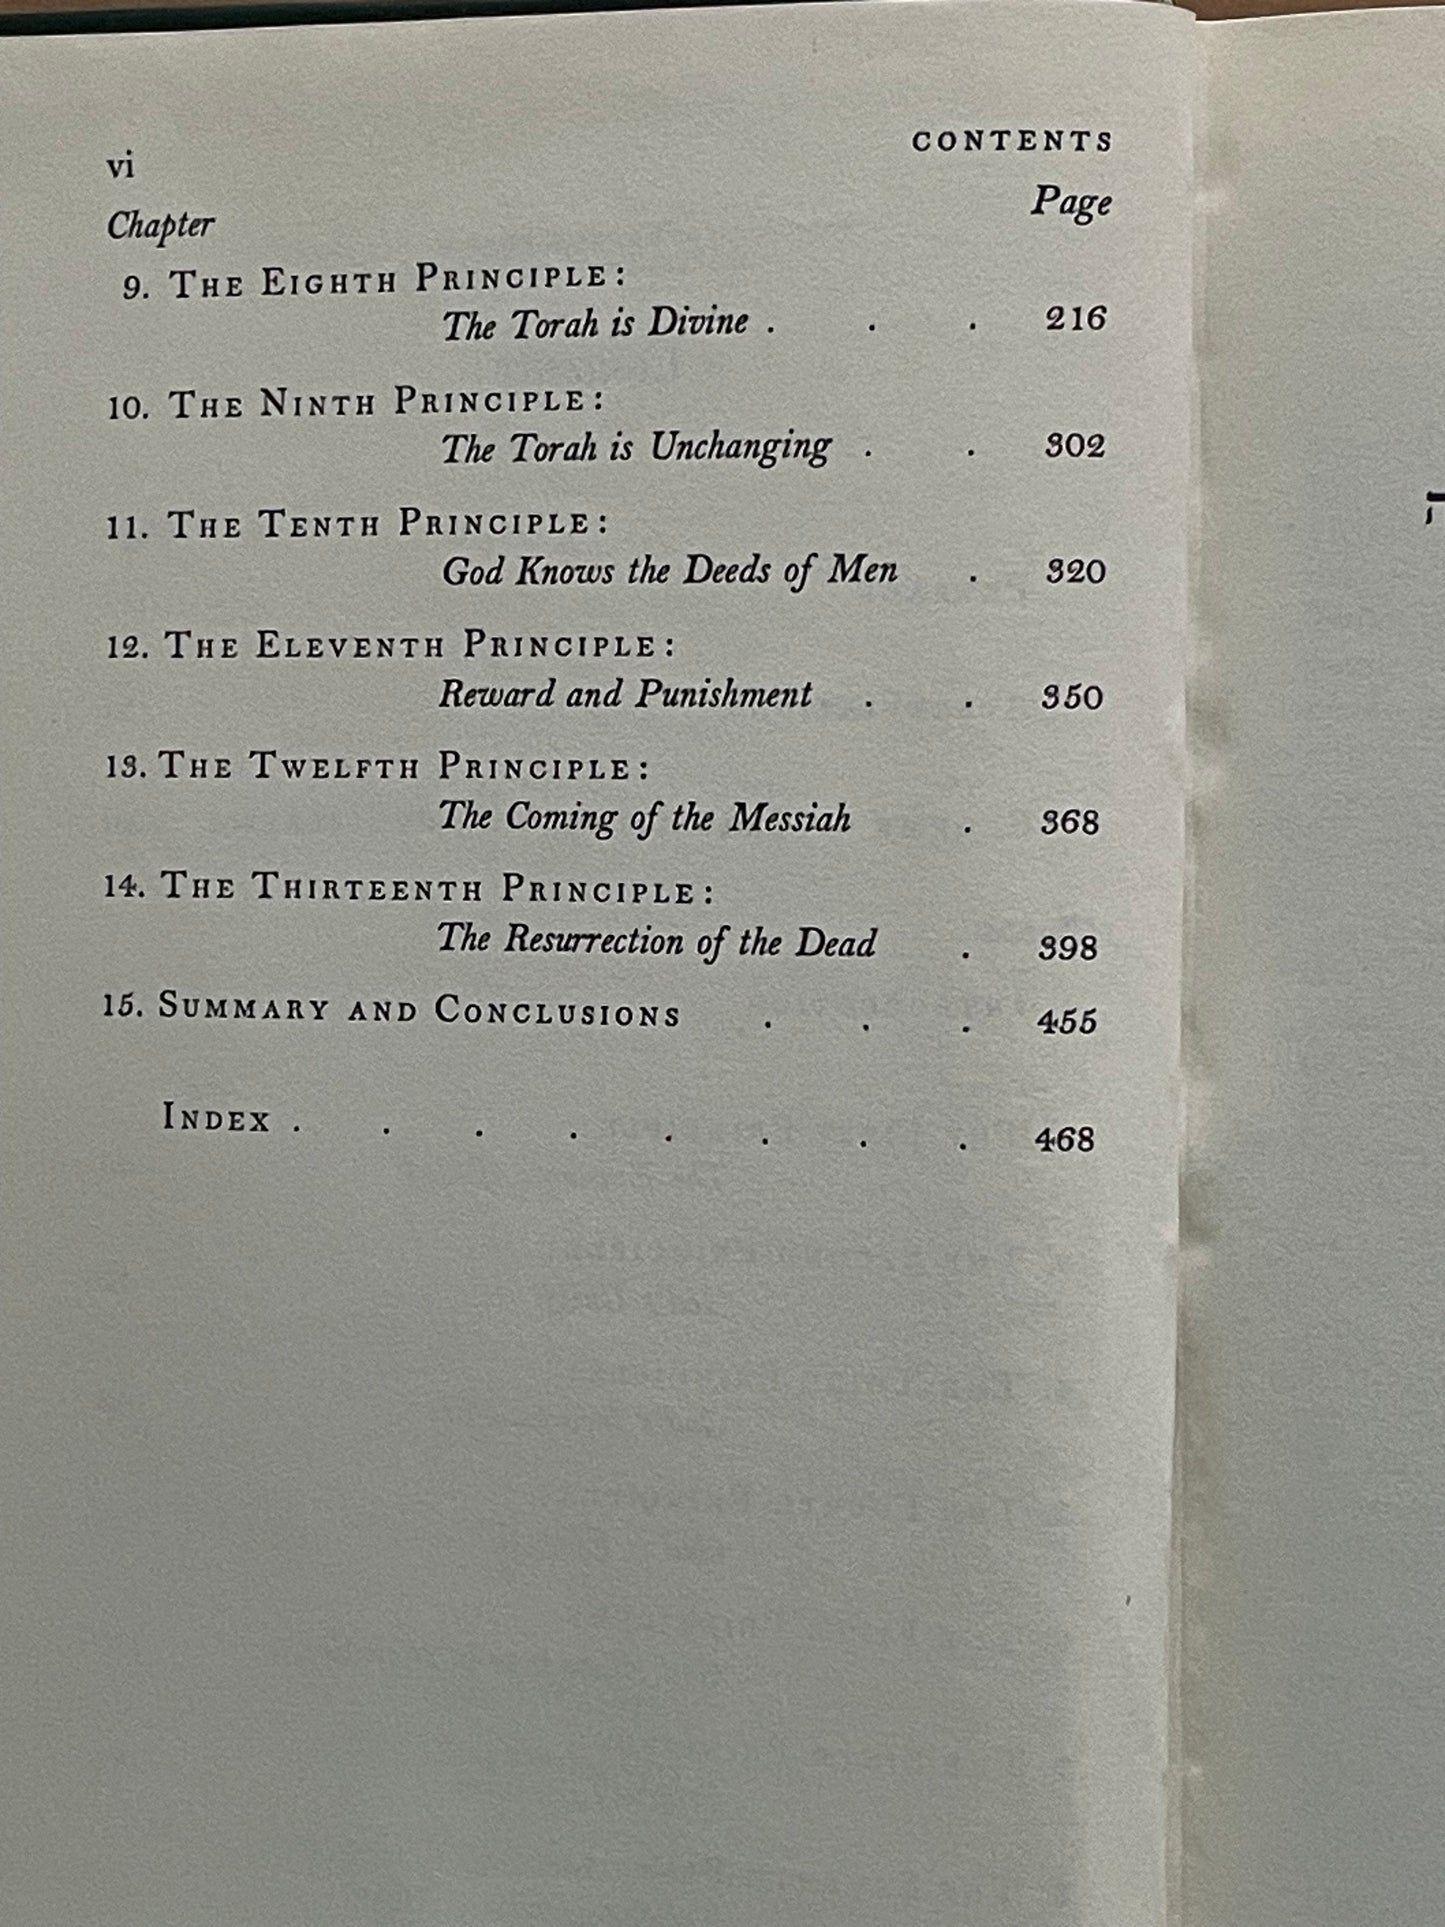 vi
CONTENTS
Chapter
Page
9. THE EIGHTH PRINCIPLE:
The Torah is Divine . . . 216
10. THE NINTH PRINCIPLE:
The Torah is Unchanging . . 302
11. THE TENTH PRINCIPLE:
God Knows the Deeds of Men . 320
12. THE ELEVENTH PRINCIPLE:
Reward and Punishment . . 350
13. THE TWELFTH PRINCIPLE:
The Coming of the Messiah . 368
14. THE THIRTEENTH PRINCIPLE:
The Resurrection of the Dead . 398
15. SUMMARY AND CONCLUSIONS . . . 455
INDEX . . . . . . . . 468